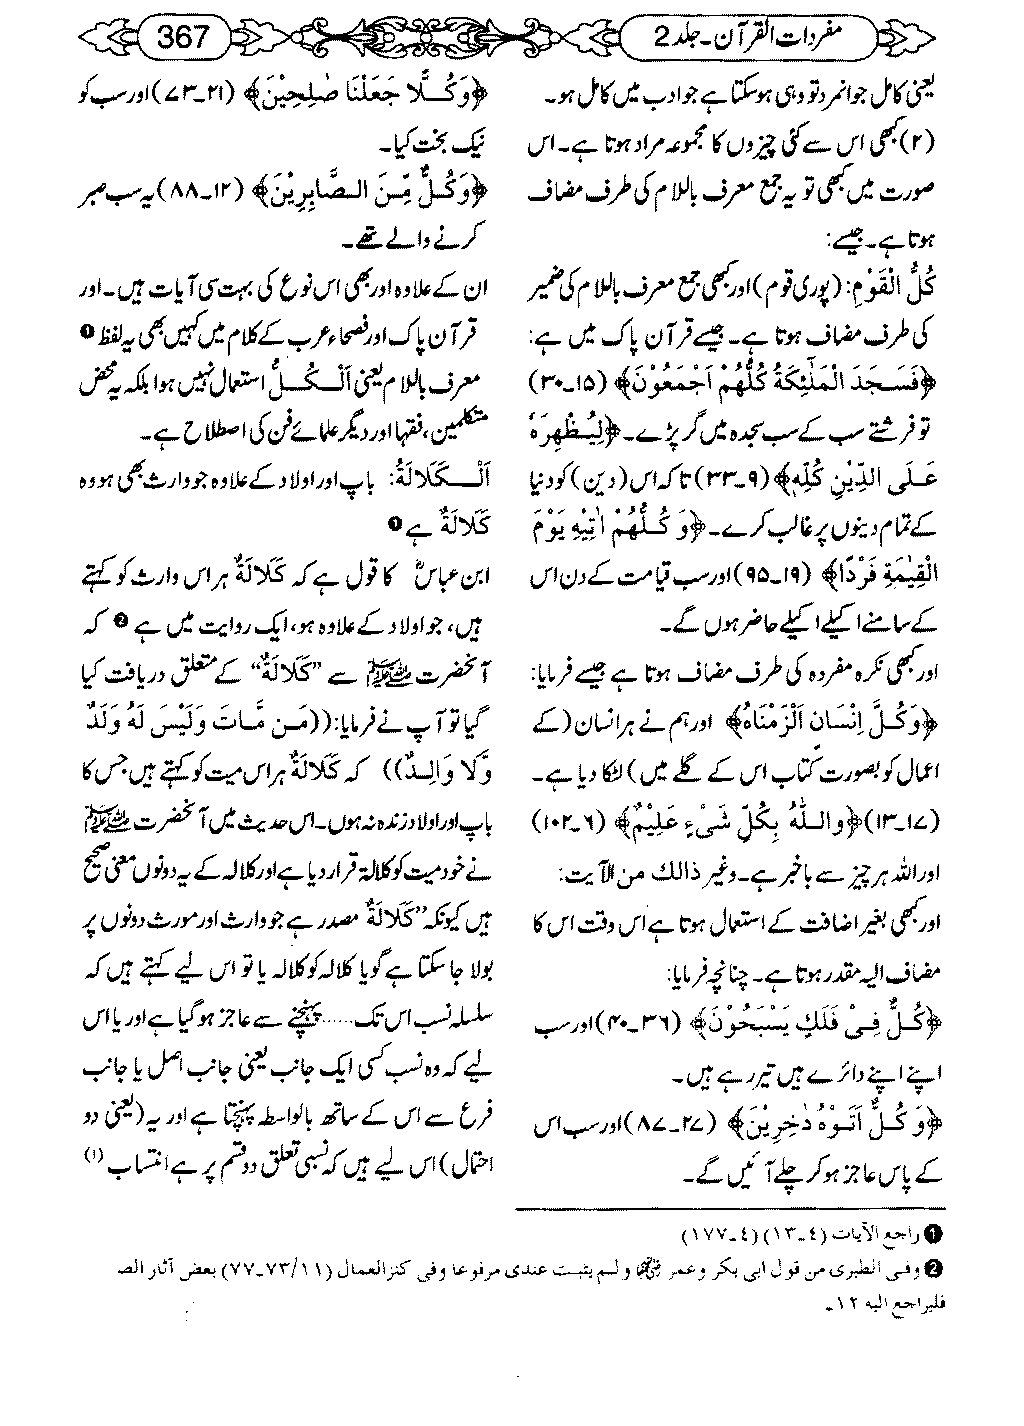 مفردات القرآن۔ جلد 2
367
یعنی کامل جوانمرد تو وہی ہوسکتا ہے جو ادب میں کامل ہو۔
(۲) کبھی اس سے کئی چیزوں کا مجموعہ مراد ہوتا ہے۔ اس
صورت میں کبھی تو یہ جمع معرف باللام کی طرف مضاف
ہوتا ہے۔ جیسے:
كُلُّ الْقَوْمِ: (پوری قوم) اور کبھی جمع معرف باللام کی ضمیر
کی طرف مضاف ہوتا ہے۔ جیسے قرآن پاک میں ہے:
﴿فَسَجَدَ الْمَلٰٓئِكَةُ كُلُّهُمْ اَجْمَعُوْنَ﴾ (۱۵۔۳۰)
تو فرشتے سب کے سب سجدہ میں گر پڑے۔ ﴿لِيُظْهِرَهٗ
عَلَى الدِّيْنِ كُلِّهٖ﴾ (۹۔۳۳) تاکہ اس (دین) کو دنیا
کے تمام دینوں پر غالب کرے۔ ﴿وَكُلُّهُمْ اٰتِيْهِ يَوْمَ
الْقِيٰمَةِ فَرْدًا﴾ (۱۹۔۹۵) اور سب قیامت کے دن اس
کے سامنے اکیلے اکیلے حاضر ہوں گے۔
اور کبھی نکرہ مفردہ کی طرف مضاف ہوتا ہے جیسے فرمایا:
﴿وَكُلَّ اِنْسَانٍ اَلْزَمْنَاهُ﴾ اور ہم نے ہر انسان (کے
اعمال کو بصورت کتاب اس کے گلے میں) لٹکا دیا ہے۔
(۱۷۔۱۳) ﴿وَاللّٰهُ بِكُلِّ شَىْءٍ عَلِيْمٌ﴾ (۶۔۱۰۲)
اور اللہ ہر چیز سے باخبر ہے۔ وغیر ذالک من الآیت:
اور کبھی بغیر اضافت کے استعمال ہوتا ہے اس وقت اس کا
مضاف الیہ مقدر ہوتا ہے۔ چنانچہ فرمایا:
﴿كُلٌّ فِىْ فَلَكٍ يَسْبَحُوْنَ﴾ (۳۶۔۴۰) اور سب
اپنے اپنے دائرے ہیں تیر رہے ہیں۔
﴿وَكُلٌّ اَتَوْهُ دٰخِرِيْنَ﴾ (۲۷۔۸۷) اور سب اس
کے پاس عاجز ہو کر چلے آئیں گے۔
﴿وَكُلًّا جَعَلْنَا صٰلِحِيْنَ﴾ (۲۱۔۷۳) اور سب کو
نیک بخت کیا۔
﴿وَكُلٌّ مِّنَ الصَّابِرِيْنَ﴾ (۱۲۔۸۸) یہ سب صبر
کرنے والے تھے۔
ان کے علاوہ اور بھی اس نوع کی بہت سی آیات ہیں۔ اور
قرآن پاک اور فصحاء عرب کے کلام میں کہیں بھی یہ لفظ ❶
معرف باللام یعنی اَلْـكُلُّ استعمال نہیں ہوا بلکہ یہ محض
متکلمین، فقہا اور دیگر علمائے فن کی اصطلاح ہے۔
اَلْـكَلَالَةُ: باپ اور اولاد کے علاوہ جو وارث بھی ہو وہ
كَلَالَةٌ ہے ❶
ابن عباسؓ کا قول ہے کہ كَلَالَةٌ ہر اس وارث کو کہتے
ہیں، جو اولاد کے علاوہ ہو، ایک روایت میں ہے ❷ کہ
آنحضرت ﷺ سے ”كَلَالَةٌ“ کے متعلق دریافت کیا
گیا تو آپ نے فرمایا: ((مَنْ مَّاتَ وَلَيْسَ لَهُ وَلَدٌ
وَّلَا وَالِدٌ)) کہ كَلَالَةٌ ہر اس میت کو کہتے ہیں جس کا
باپ اور اولاد زندہ نہ ہوں۔ اس حدیث میں آنحضرت ﷺ
نے خود میت کو کلالۃ قرار دیا ہے اور کلالہ کے یہ دونوں معنی صحیح
ہیں کیونکہ ”كَلَالَةٌ مصدر ہے جو وارث اور مورث دونوں پر
بولا جا سکتا ہے گویا کلالہ کو کلالہ یا تو اس لیے کہتے ہیں کہ
سلسلہ نسب اس تک..... پہنچنے سے عاجز ہو گیا ہے اور یا اس
لیے کہ وہ نسب کسی ایک جانب یعنی جانب اصل یا جانب
فرع سے اس کے ساتھ بالواسطہ پہنچتا ہے اور یہ (یعنی دو
احتمال) اس لیے ہیں کہ نسبی تعلق دو قسم پر ہے انتساب (۱)
❶ راجع الآیات (٤۔۱۳) (٤۔۱۷۷)
❷ وفی الطبری من قول ابی بکر وعمر ولم یثبت عندی مرفوعا وفی کنزالعمال (۷۳/۱۱۔۷۷) بعض آثار الصـ
فلیراجع الیه ۱۲۔